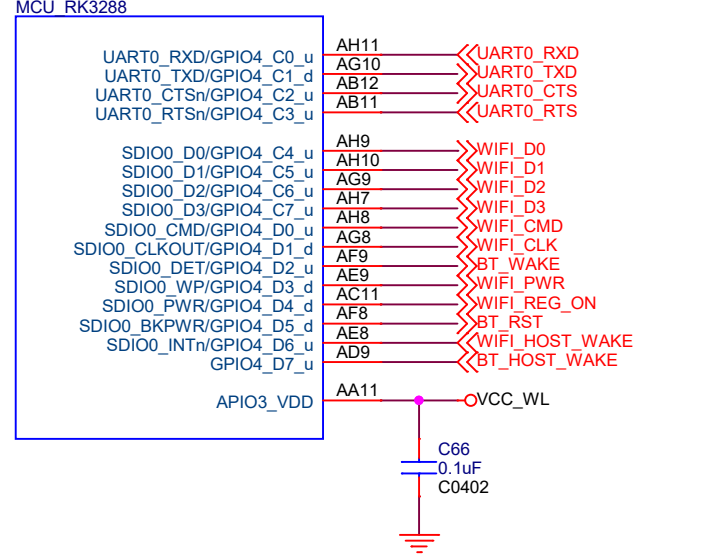 MCU_RK3288
UART0_RXD/GPIO4_C0_u AH11 UART0_RXD
UART0_TXD/GPIO4_C1_d AG10 UART0_TXD
UART0_CTSn/GPIO4_C2_u AB12 UART0_CTS
UART0_RTSn/GPIO4_C3_u AB11 UART0_RTS
SDIO0_D0/GPIO4_C4_u AH9 WIFI_D0
SDIO0_D1/GPIO4_C5_u AH10 WIFI_D1
SDIO0_D2/GPIO4_C6_u AG9 WIFI_D2
SDIO0_D3/GPIO4_C7_u AH7 WIFI_D3
SDIO0_CMD/GPIO4_D0_u AH8 WIFI_CMD
SDIO0_CLKOUT/GPIO4_D1_d AG8 WIFI_CLK
SDIO0_DET/GPIO4_D2_u AF9 BT_WAKE
SDIO0_WP/GPIO4_D3_d AE9 WIFI_PWR
SDIO0_PWR/GPIO4_D4_d AC11 WIFI_REG_ON
SDIO0_BKPWR/GPIO4_D5_d AF8 BT_RST
SDIO0_INTn/GPIO4_D6_u AE8 WIFI_HOST_WAKE
GPIO4_D7_u AD9 BT_HOST_WAKE
APIO3_VDD AA11 VCC_WL
C66
0.1uF
C0402